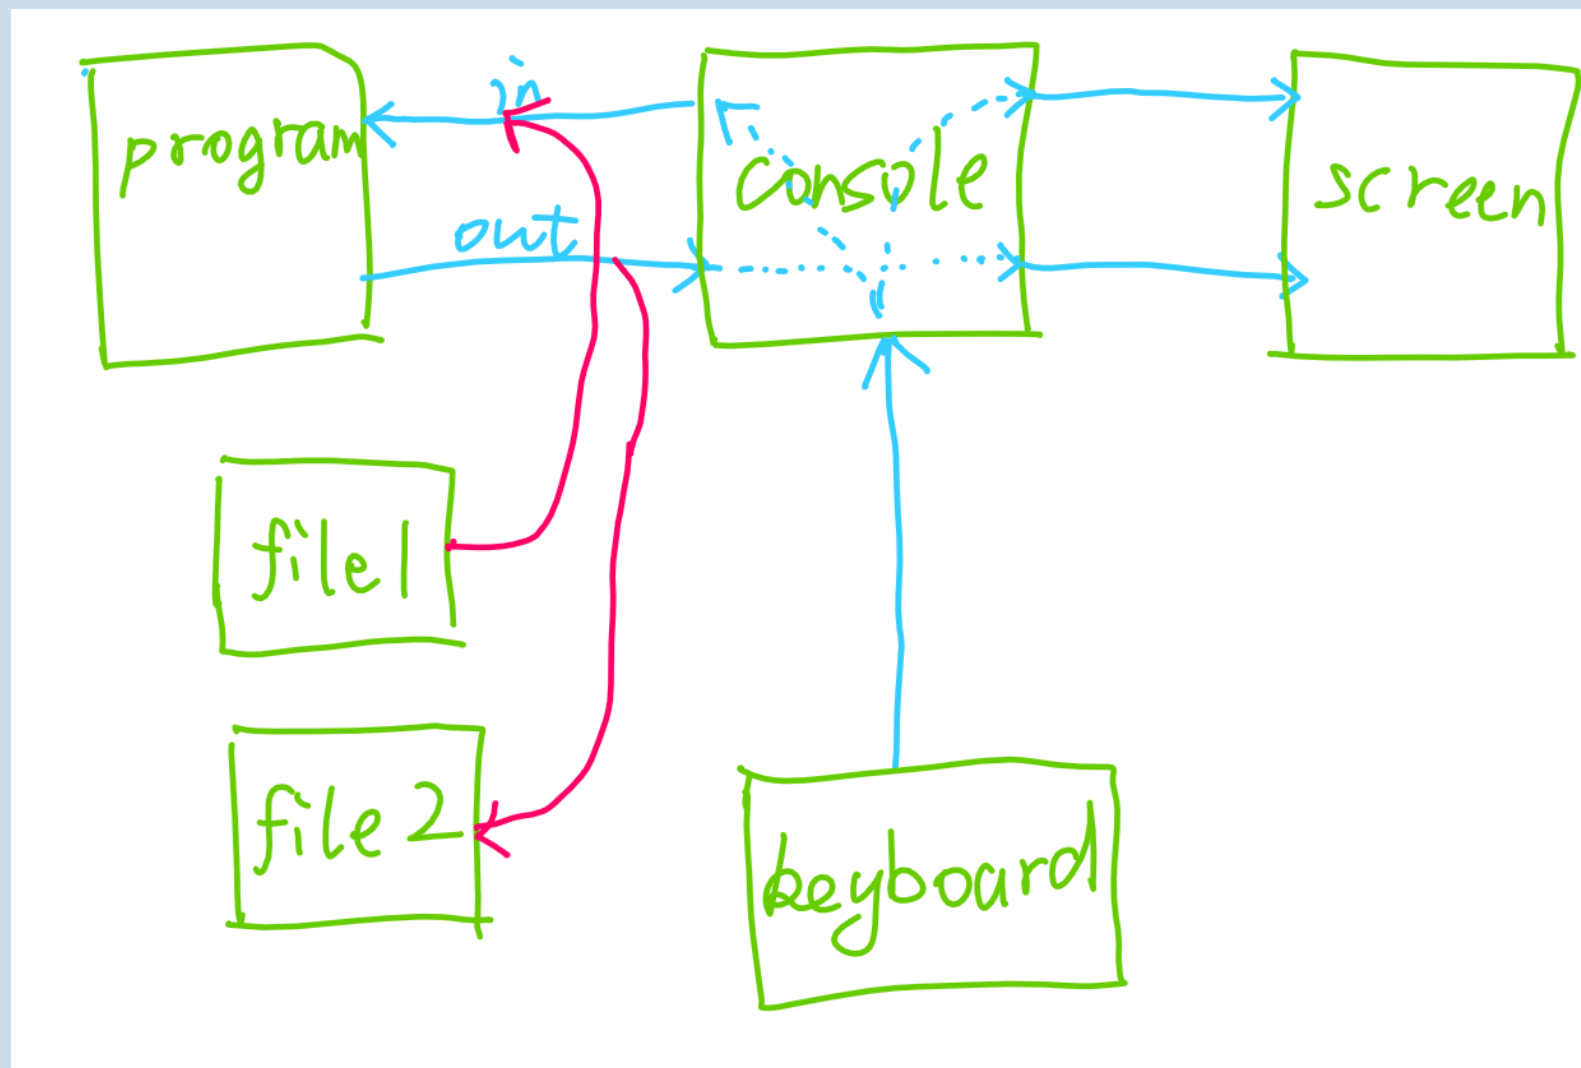 in
program
console
screen
out
file1
file2
keyboard